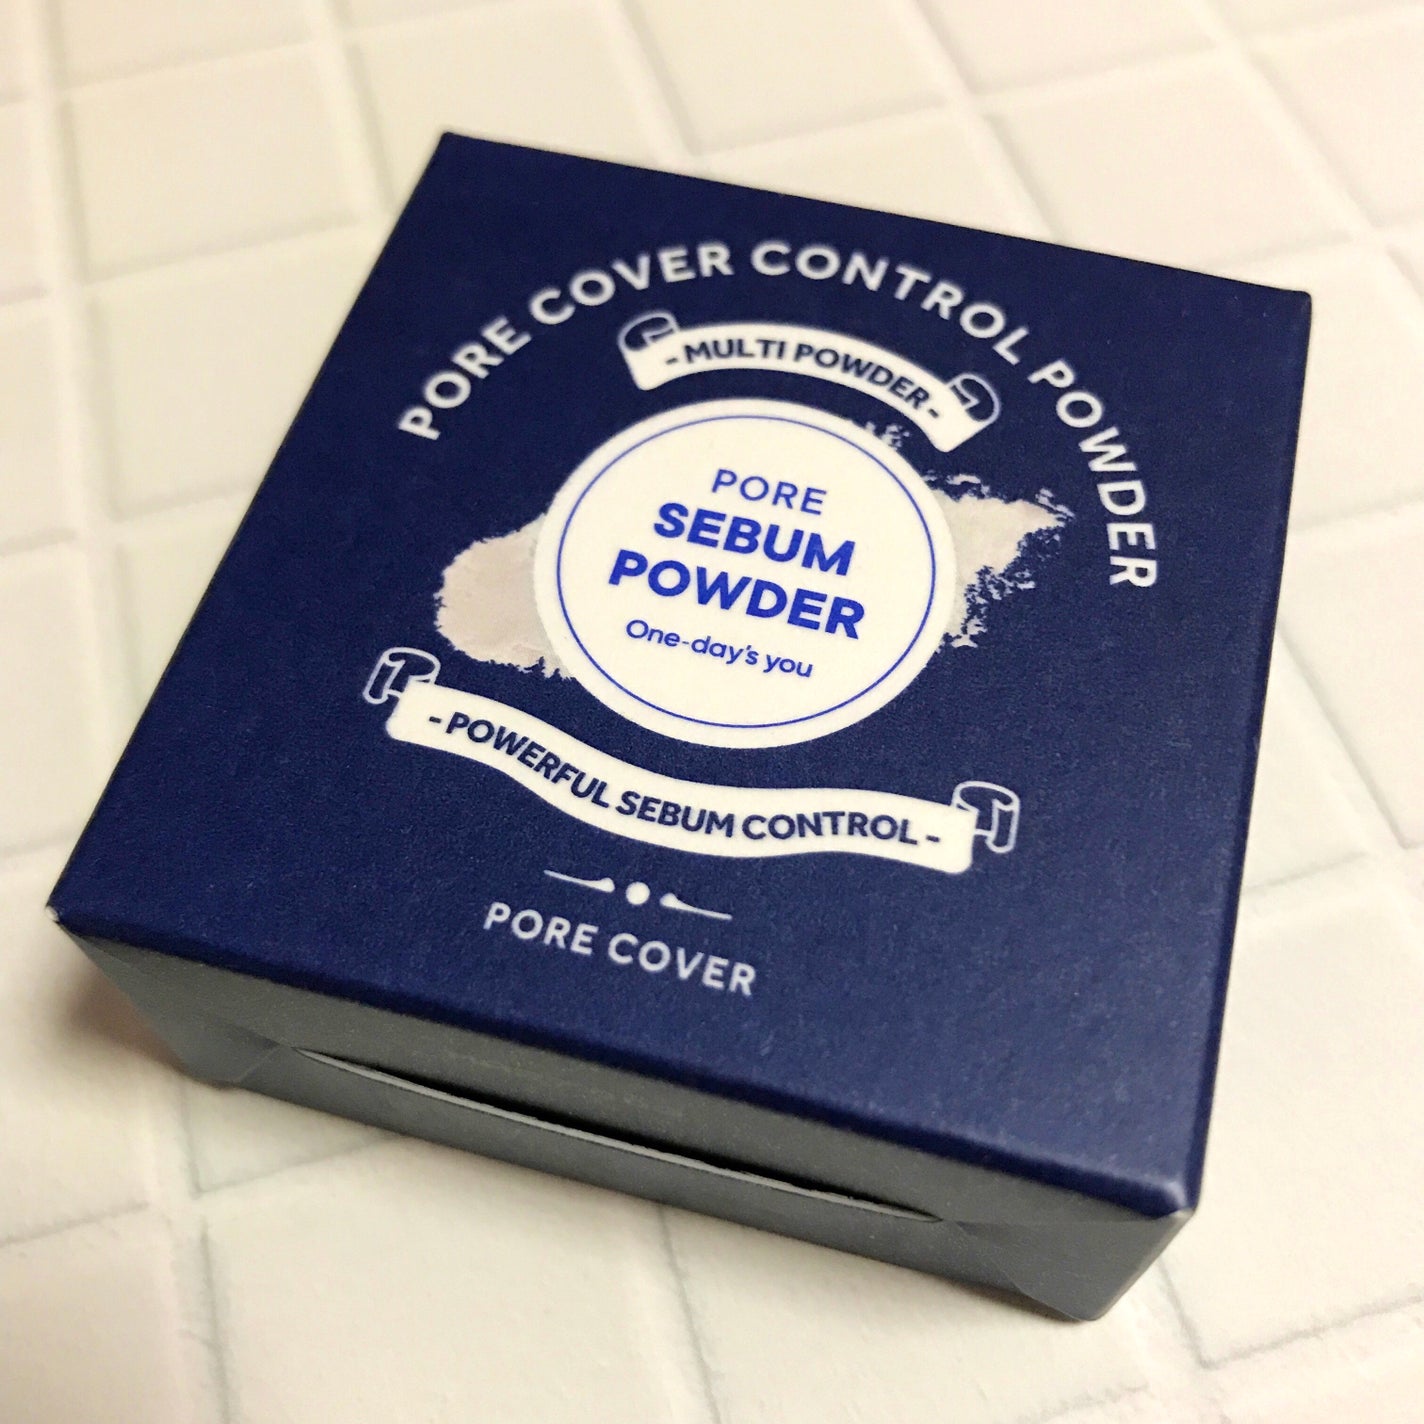 PORE COVER CONTROL POWDER
- MULTI POWDER -
PORE
SEBUM
POWDER
One-day's you
- POWERFUL SEBUM CONTROL -
PORE COVER